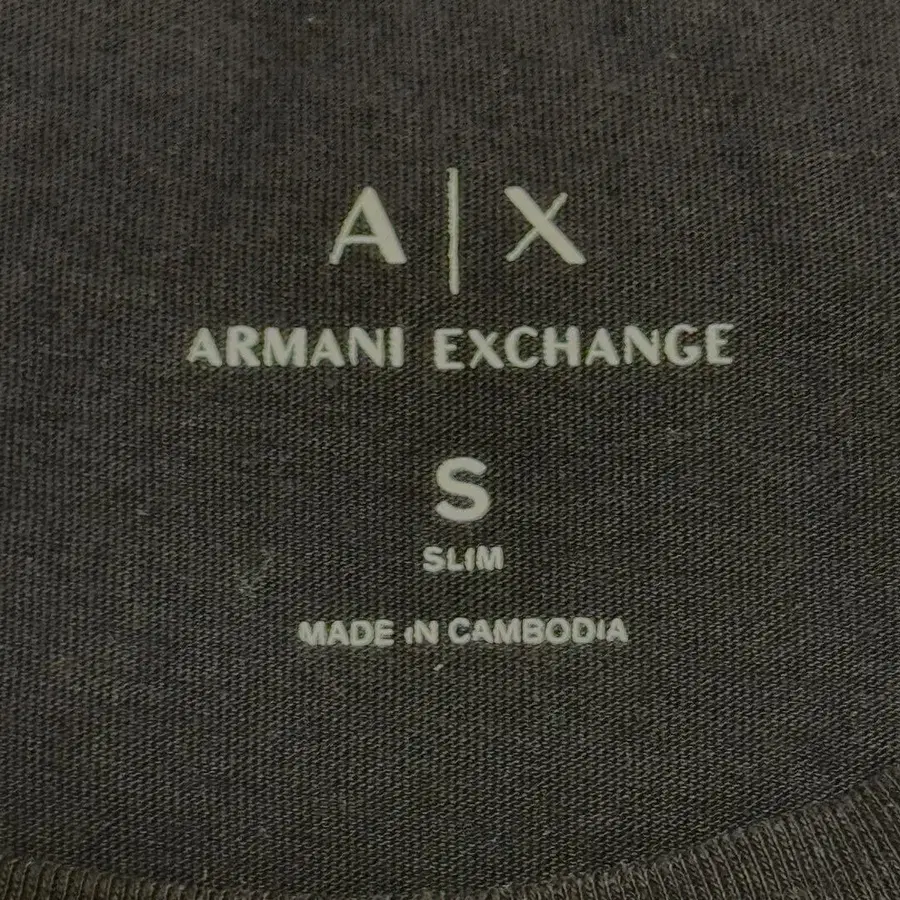 A|X
ARMANI EXCHANGE
S
SLIM
MADE IN CAMBODIA